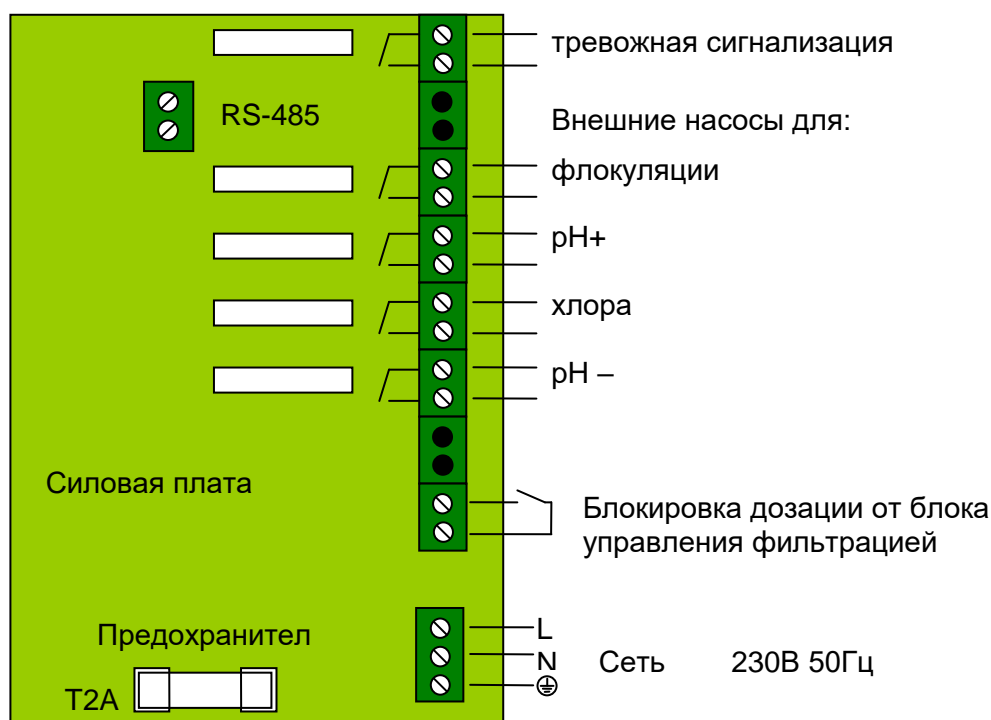 тревожная сигнализация
RS-485
Внешние насосы для:
флокуляции
pH+
хлора
pH –
Силовая плата
Блокировка дозации от блока
управления фильтрацией
Предохранител
T2A
L
N
Сеть 230В 50Гц